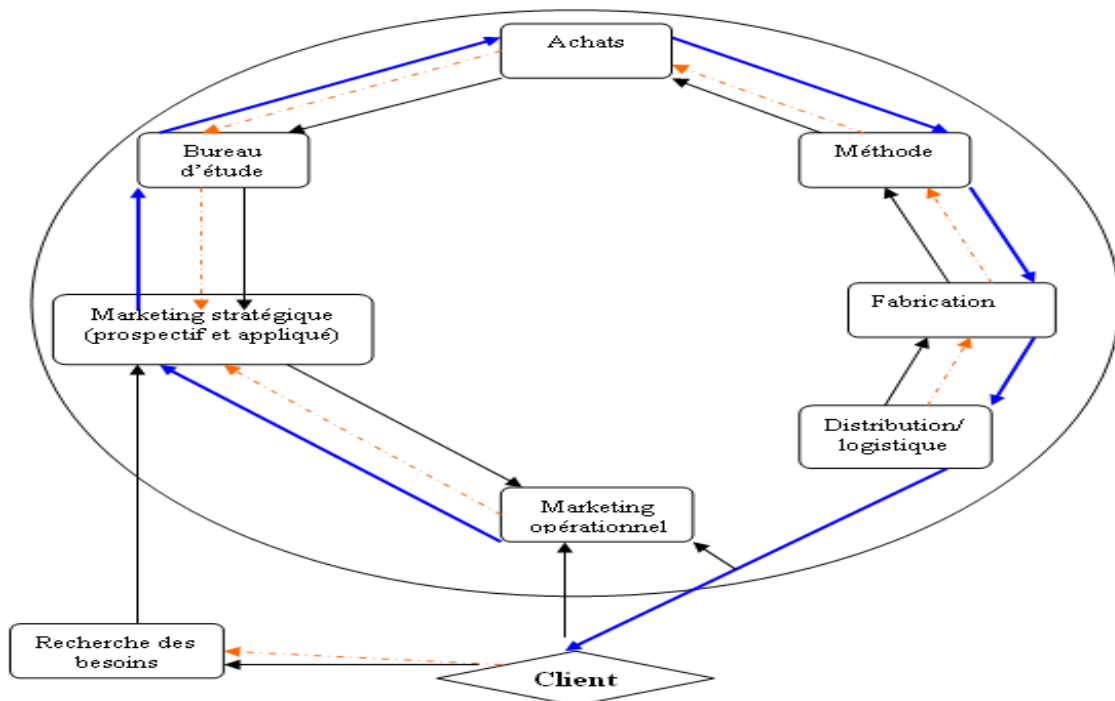 Achats
Bureau
d'étude
Méthode
Marketing stratégique
(prospectif et appliqué)
Fabrication
Distribution/
logistique
Marketing
opérationnel
Recherche des
besoins
Client